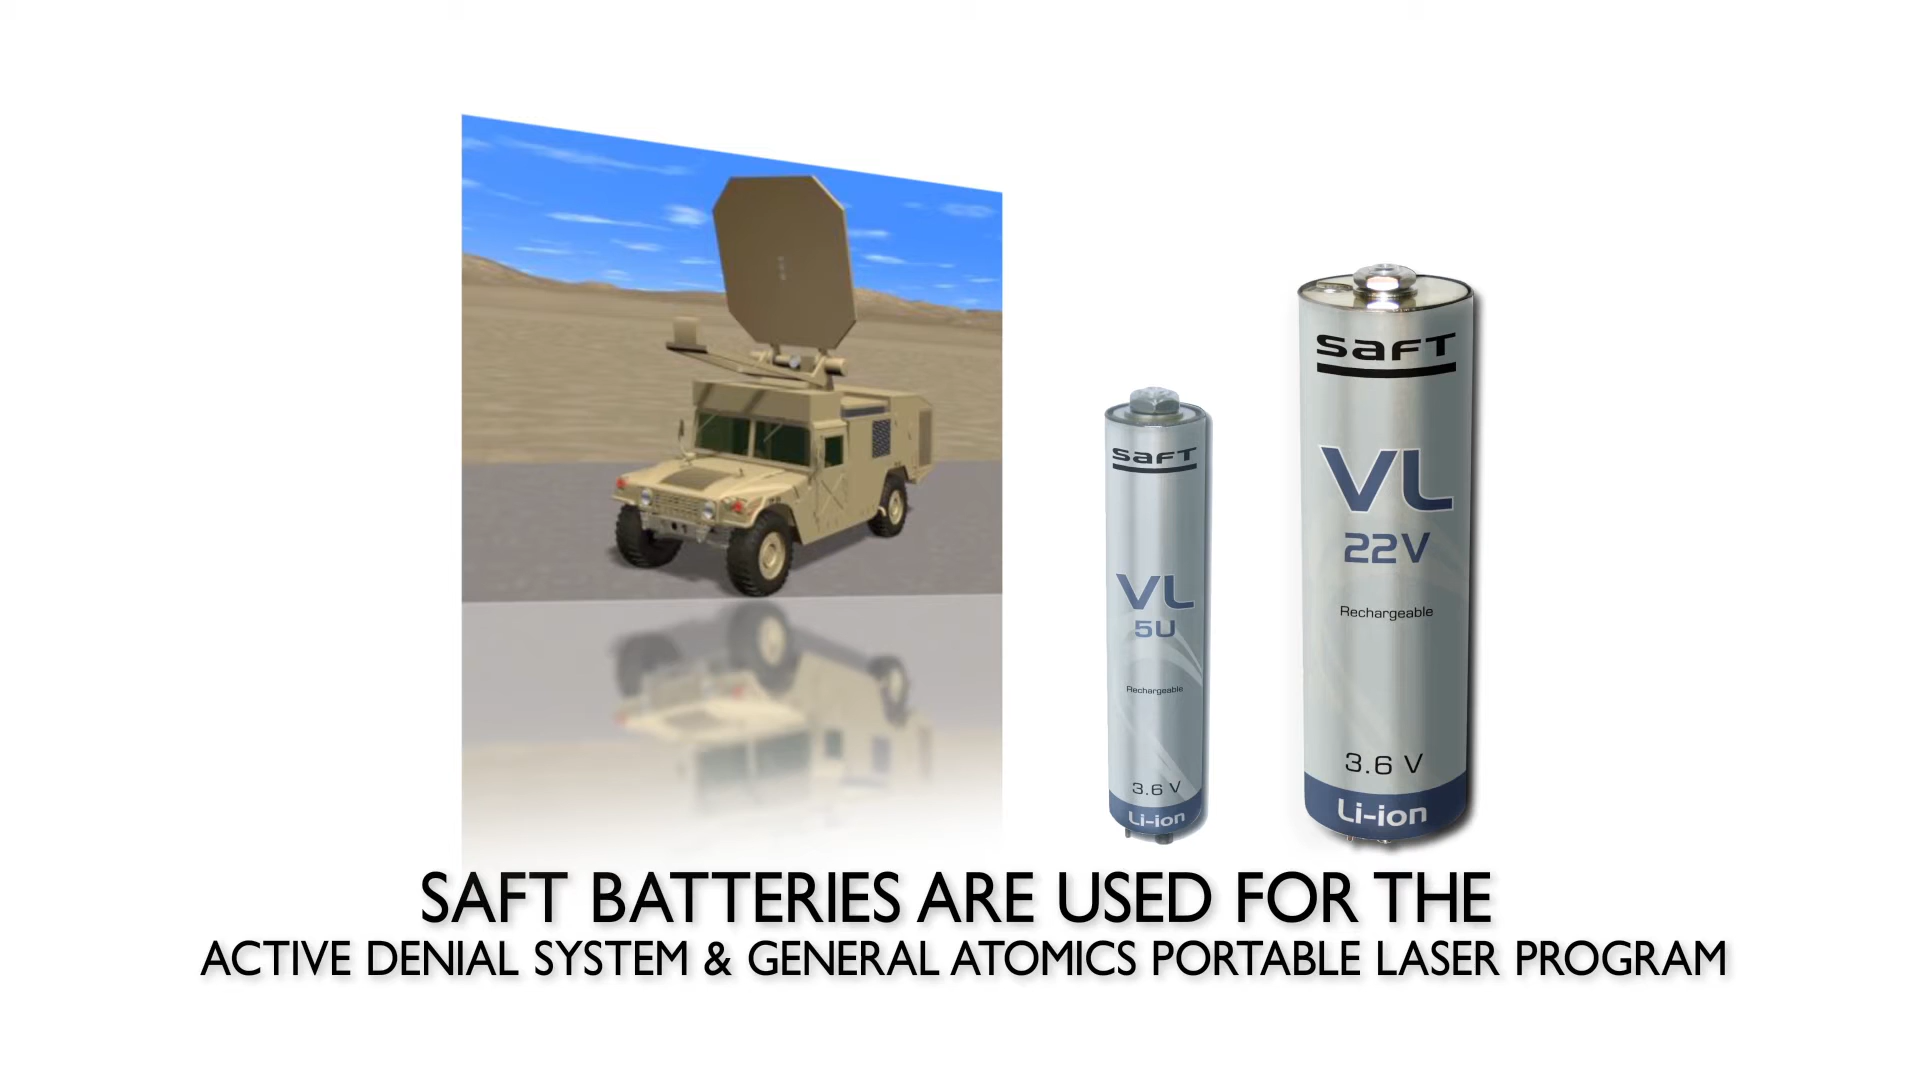 saft
VL
5U
Rechargeable
3.6 V
Li-ion
saft
VL
22V
Rechargeable
3.6 V
Li-ion
SAFT BATTERIES ARE USED FOR THE
ACTIVE DENIAL SYSTEM & GENERAL ATOMICS PORTABLE LASER PROGRAM